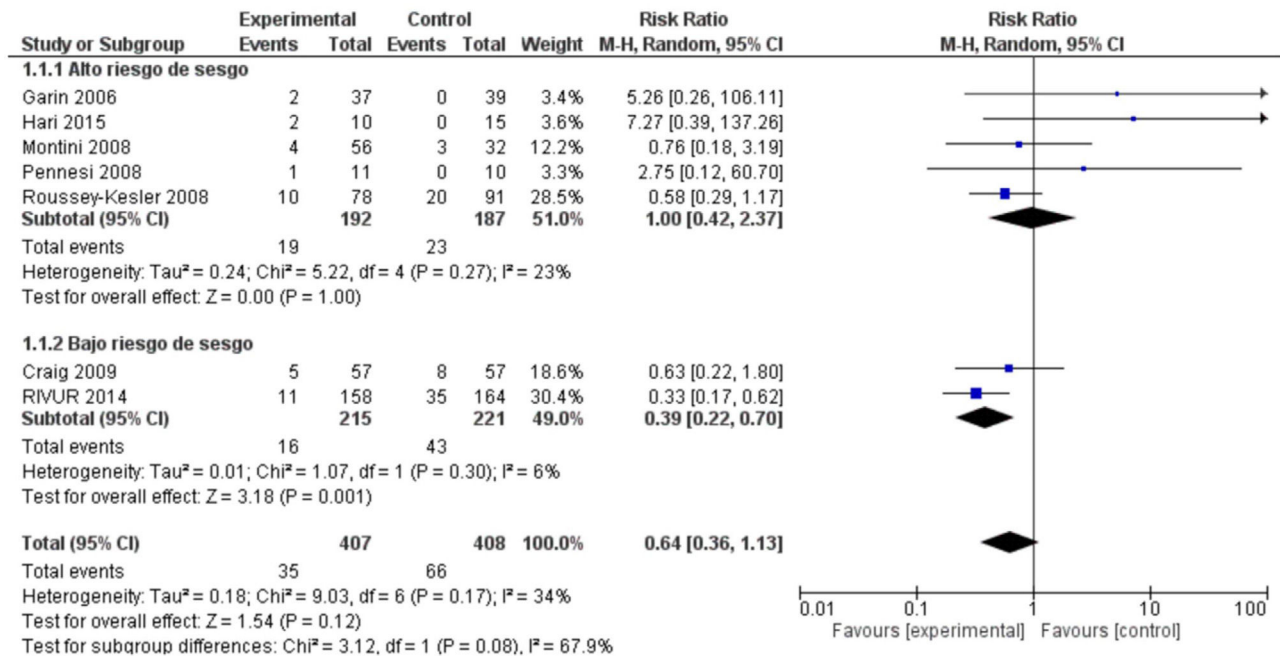 Experimental Control Risk Ratio Risk Ratio
Study or Subgroup Events Total Events Total Weight M-H, Random, 95% CI M-H, Random, 95% CI
1.1.1 Alto riesgo de sesgo
Garin 2006 2 37 0 39 3.4% 5.26 [0.26, 106.11]
Hari 2015 2 10 0 15 3.6% 7.27 [0.39, 137.26]
Montini 2008 4 56 3 32 12.2% 0.76 [0.18, 3.19]
Pennesi 2008 1 11 0 10 3.3% 2.75 [0.12, 60.70]
Roussey-Kesler 2008 10 78 20 91 28.5% 0.58 [0.29, 1.17]
Subtotal (95% CI) 192 187 51.0% 1.00 [0.42, 2.37]
Total events 19 23
Heterogeneity: Tau² = 0.24; Chi² = 5.22, df = 4 (P = 0.27); I² = 23%
Test for overall effect: Z = 0.00 (P = 1.00)
1.1.2 Bajo riesgo de sesgo
Craig 2009 5 57 8 57 18.6% 0.63 [0.22, 1.80]
RIVUR 2014 11 158 35 164 30.4% 0.33 [0.17, 0.62]
Subtotal (95% CI) 215 221 49.0% 0.39 [0.22, 0.70]
Total events 16 43
Heterogeneity: Tau² = 0.01; Chi² = 1.07, df = 1 (P = 0.30); I² = 6%
Test for overall effect: Z = 3.18 (P = 0.001)
Total (95% CI) 407 408 100.0% 0.64 [0.36, 1.13]
Total events 35 66
Heterogeneity: Tau² = 0.18; Chi² = 9.03, df = 6 (P = 0.17); I² = 34%
Test for overall effect: Z = 1.54 (P = 0.12)
Test for subgroup differences: Chi² = 3.12, df = 1 (P = 0.08), I² = 67.9%
0.01 0.1 1 10 100
Favours [experimental] Favours [control]